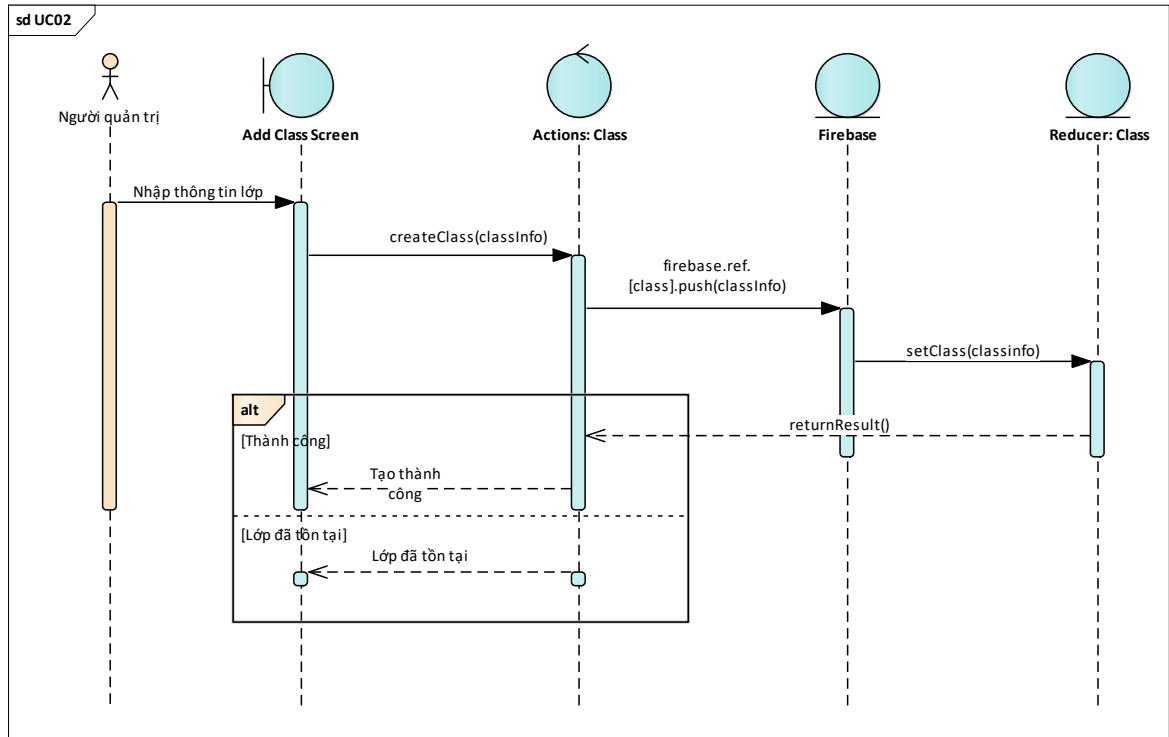 sd UC02
Người quản trị
Add Class Screen
Actions: Class
Firebase
Reducer: Class
Nhập thông tin lớp
createClass(classInfo)
firebase.ref.
[class].push(classInfo)
setClass(classinfo)
alt
returnResult()
[Thành công]
Tạo thành
công
[Lớp đã tồn tại]
Lớp đã tồn tại